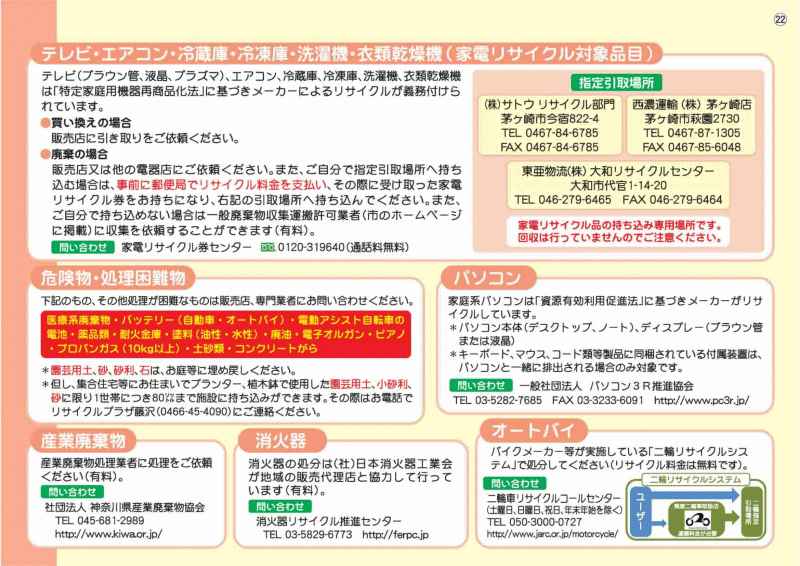 22
テレビ・エアコン・冷蔵庫・冷凍庫・洗濯機・衣類乾燥機(家電リサイクル対象品目)
テレビ(ブラウン管、液晶、プラズマ)、エアコン、冷蔵庫、冷凍庫、洗濯機、衣類乾燥機
は「特定家庭用機器再商品化法」に基づきメーカーによるリサイクルが義務付けら
れています。
●買い換えの場合
販売店に引き取りをご依頼ください。
●廃棄の場合
販売店又は他の電器店にご依頼ください。また、ご自分で指定引取場所へ持ち
込む場合は、事前に郵便局でリサイクル料金を支払い、その際に受け取った家電
リサイクル券をお持ちになり、右記の引取場所へ持ち込んでください。また、
ご自分で持ち込めない場合は一般廃棄物収集運搬許可業者(市のホームページ
に掲載)に収集を依頼することができます(有料)。
問い合わせ 家電リサイクル券センター 0120-319640(通話料無料)
指定引取場所
(株)サトウ リサイクル部門
茅ヶ崎市今宿822-4
TEL 0467-84-6785
FAX 0467-84-6785
西濃運輸(株)茅ヶ崎店
茅ヶ崎市萩園2730
TEL 0467-87-1305
FAX 0467-85-6048
東亜物流(株)大和リサイクルセンター
大和市代官1-14-20
TEL 046-279-6465 FAX 046-279-6464
家電リサイクル品の持ち込み専用場所です。
回収は行っていませんのでご注意ください。
危険物・処理困難物
下記のもの、その他処理が困難なものは販売店、専門業者にお問い合わせください。
医療系廃棄物・バッテリー(自動車・オートバイ)・電動アシスト自転車の
電池・薬品類・耐火金庫・塗料(油性・水性)・廃油・電子オルガン・ピアノ
・プロパンガス(10kg以上)・土砂類・コンクリートがら
*園芸用土、砂、砂利、石は、お庭等に埋め戻しください。
*但し、集合住宅等にお住まいでプランター、植木鉢で使用した園芸用土、小砂利、
砂に限り1世帯につき80㍑まで施設に持ち込みができます。その際はお電話で
リサイクルプラザ藤沢(0466-45-4090)にご連絡ください。
パソコン
家庭系パソコンは「資源有効利用促進法」に基づきメーカーがリサ
イクルしています。
*パソコン本体(デスクトップ、ノート)、ディスプレー(ブラウン管
または液晶)
*キーボード、マウス、コード類等製品に同梱されている付属装置は、
パソコンと一緒に排出される場合のみ対象です。
問い合わせ 一般社団法人 パソコン3R推進協会
TEL 03-5282-7685 FAX 03-3233-6091 http://www.pc3r.jp/
産業廃棄物
産業廃棄物処理業者に処理をご依頼
ください(有料)。
問い合わせ
社団法人 神奈川県産業廃棄物協会
TEL 045-681-2989
http://www.kiwa.or.jp/
消火器
消火器の処分は(社)日本消火器工業会
が地域の販売代理店と協力して行って
います(有料)。
問い合わせ
消火器リサイクル推進センター
TEL 03-5829-6773 http://ferpc.jp
オートバイ
バイクメーカー等が実施している「二輪リサイクルシス
テム」で処分してください(リサイクル料金は無料です)。
問い合わせ
二輪車リサイクルコールセンター
(土曜日、日曜日、祝日、年末年始を除く)
TEL 050-3000-0727
http://www.jarc.or.jp/motorcycle/
二輪リサイクルシステム
ユーザー
廃棄二輪車取扱店
運搬料金が必要
二輪指定
引取場所